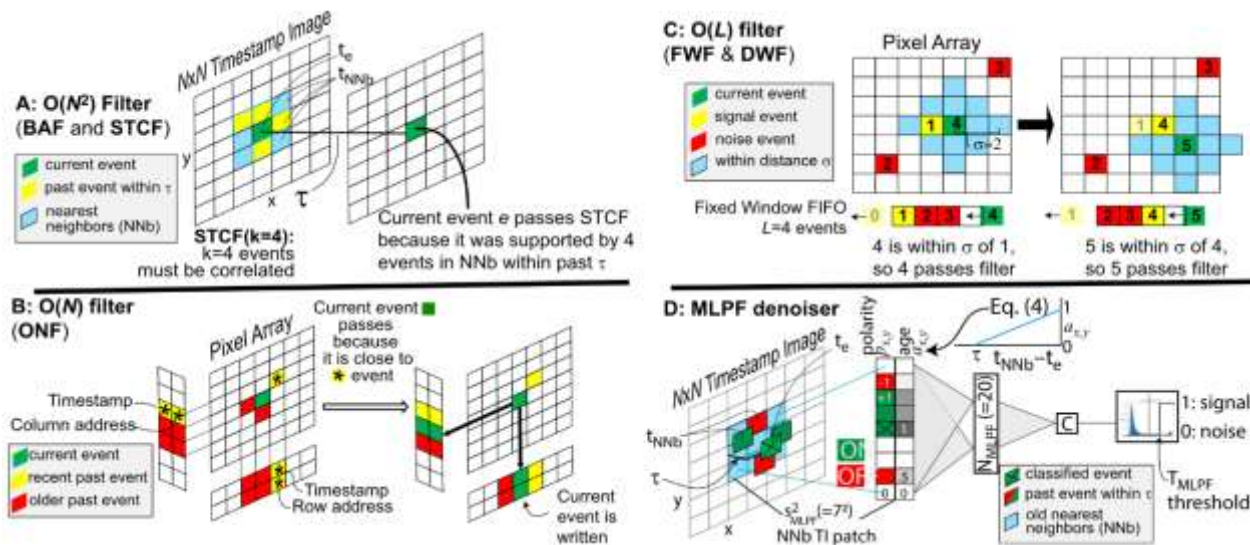 A: O(N²) Filter
(BAF and STCF)
current event
past event within τ
nearest
neighbors (NNb)
NxN Timestamp Image
t_e
t_NNb
y
x
τ
STCF(k=4):
k=4 events
must be correlated
Current event e passes STCF
because it was supported by 4
events in NNb within past τ
B: O(N) filter
(ONF)
Pixel Array
Current event
passes
because
it is close to
* event
Timestamp
Column address
current event
recent past event
older past event
Timestamp
Row address
Current
event is
written
C: O(L) filter
(FWF & DWF)
current event
signal event
noise event
within distance σ
Pixel Array
3
1 4
σ=2
2
3
1 4
5
2
Fixed Window FIFO
L=4 events
0 1 2 3 4
1 2 3 4 5
4 is within σ of 1,
so 4 passes filter
5 is within σ of 4,
so 5 passes filter
D: MLPF denoiser
NxN Timestamp Image
t_e
t_NNb
τ
y
x
polarity
age
Eq. (4)
1
a_x,y
0
τ t_NNb−t_e
-1
+1
1
ON
OFF
.5
0 0
s²_MLPF(=7²)
NNb TI patch
N_MLPF (=20)
C
1: signal
0: noise
T_MLPF
threshold
classified event
past event within τ
old nearest
neighbors (NNb)